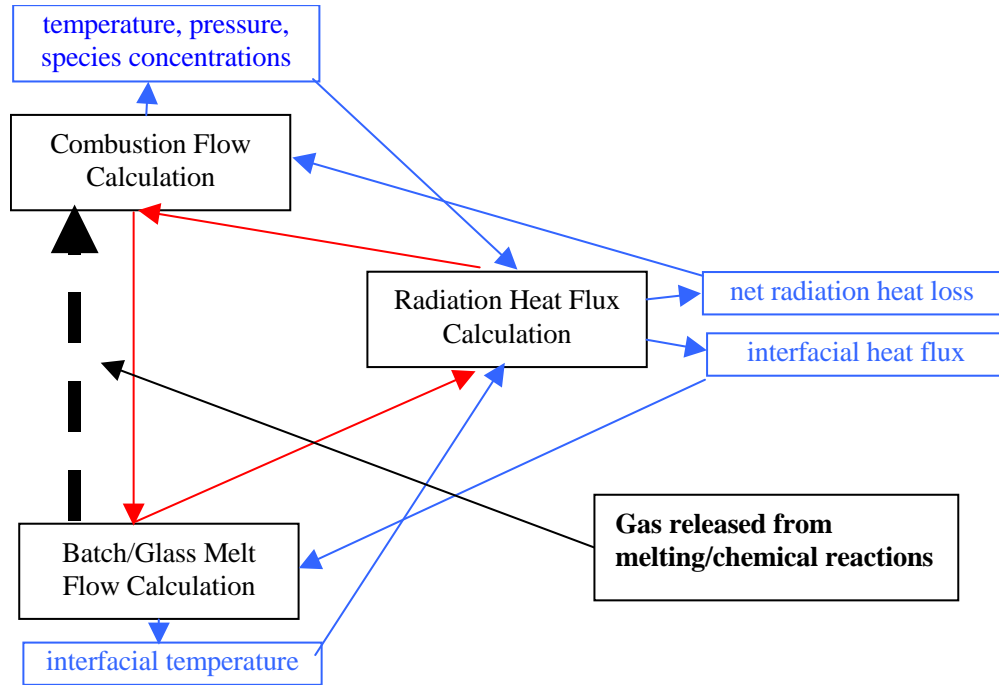 temperature, pressure,
species concentrations
Combustion Flow
Calculation
Radiation Heat Flux
Calculation
net radiation heat loss
interfacial heat flux
Gas released from
melting/chemical reactions
Batch/Glass Melt
Flow Calculation
interfacial temperature